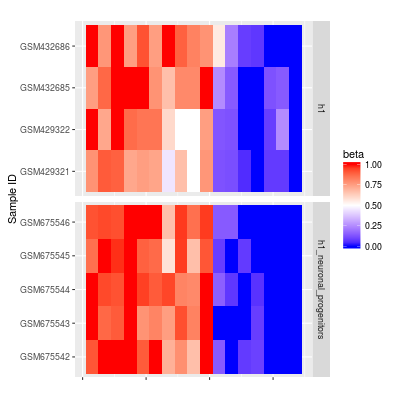 GSM432686
GSM432685
GSM429322
GSM429321
h1
GSM675546
GSM675545
GSM675544
GSM675543
GSM675542
h1_neuronal_progenitors
Sample ID
beta
1.00
0.75
0.50
0.25
0.00